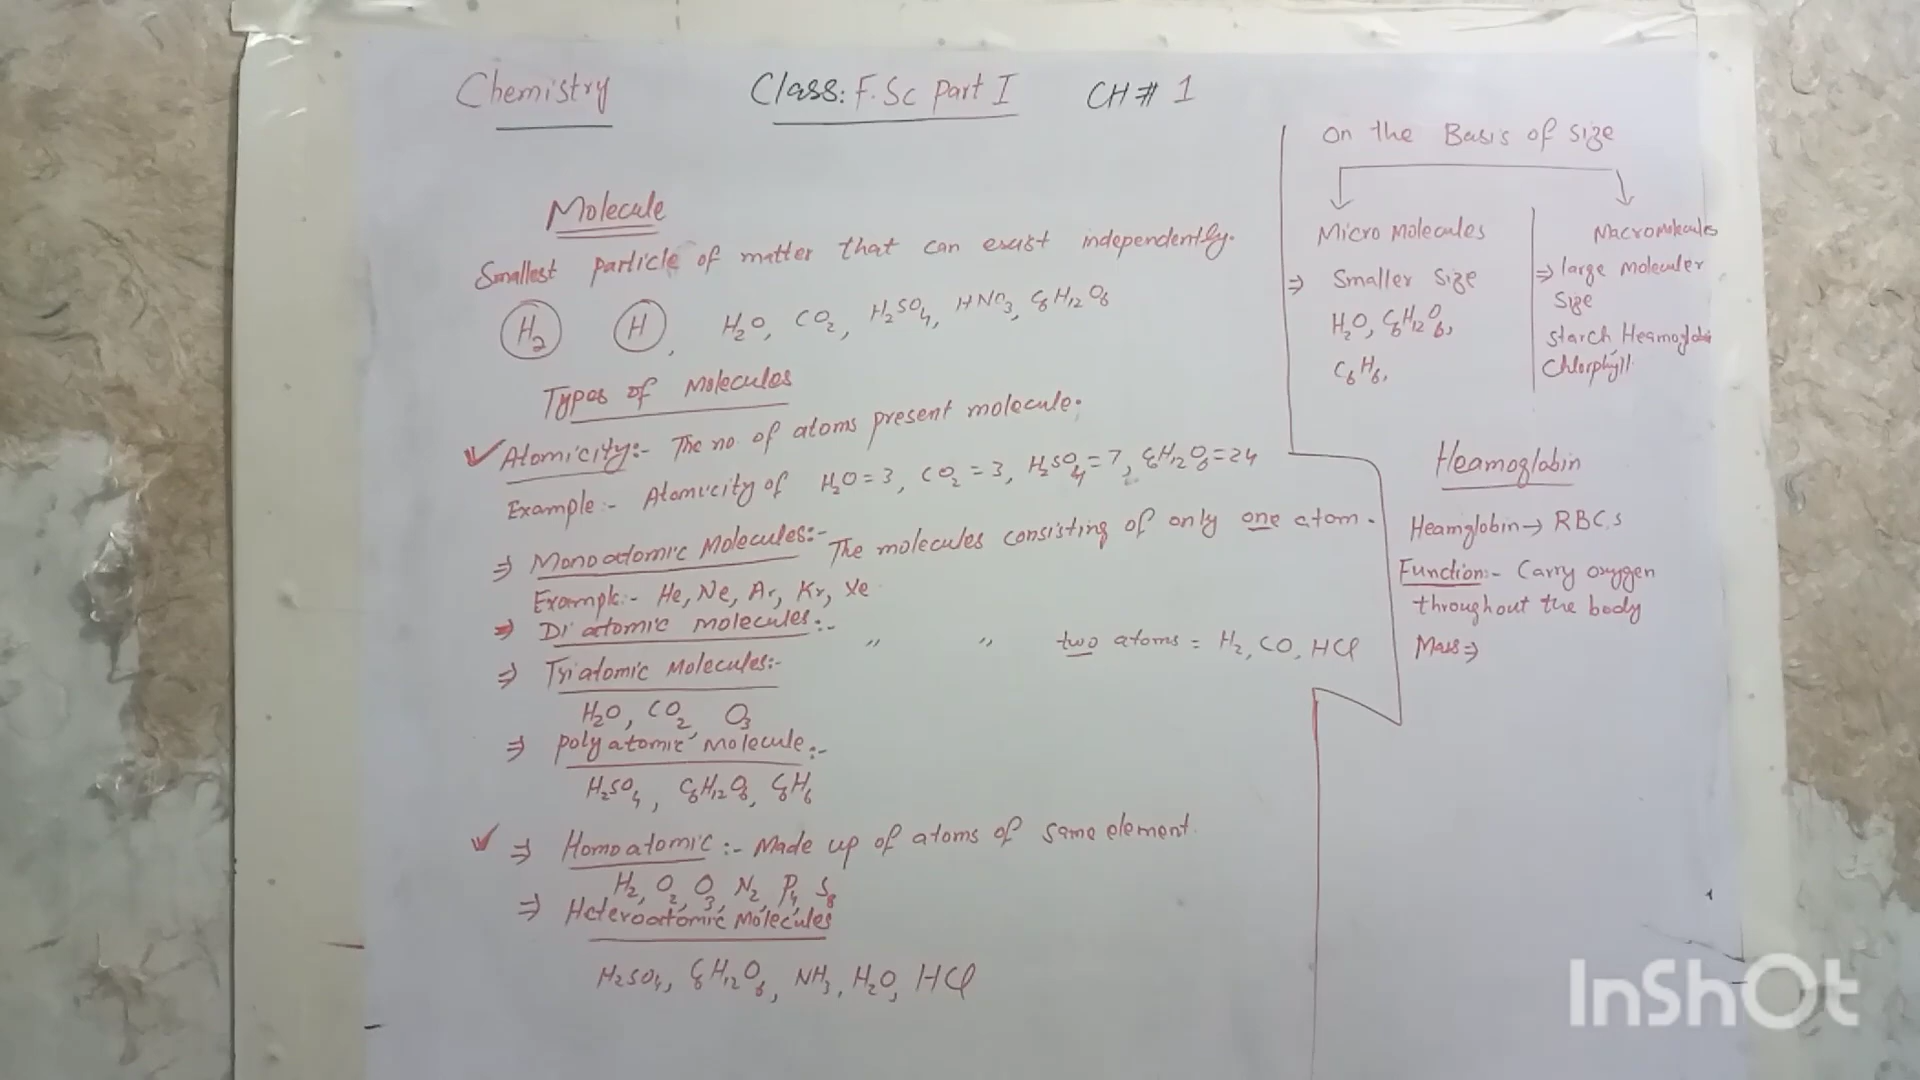 Chemistry Class: F.Sc Part I CH# 1
Molecule
Smallest particle of matter that can exist independently.
H2 H, H2O, CO2, H2SO4, HNO3, C6H12O6
Types of Molecules
Atomicity:- The no. of atoms present molecule.
Example:- Atomicity of H2O=3, CO2=3, H2SO4=7, C6H12O6=24
⇒ Monoatomic Molecules:- The molecules consisting of only one atom.
Example:- He, Ne, Ar, Kr, Xe
⇒ Di atomic molecules:- " " two atoms = H2, CO, HCl
⇒ Triatomic Molecules:-
H2O, CO2, O3
⇒ Polyatomic Molecule:-
H2SO4, C6H12O6, C6H6
⇒ Homoatomic:- Made up of atoms of same element
H2, O2, O3, N2, P4, S8
⇒ Heteroatomic Molecules
H2SO4, C6H12O6, NH3, H2O, HCl
On the Basis of size
Micro Molecules
⇒ Smaller size
H2O, C6H12O6,
C6H6,
Macromolecules
⇒ large moleculer
Size
starch Heamoglobin
Chlorphyll
Heamoglobin
Heamglobin → RBC,s
Function:- Carry oxygen
throughout the body
Mass ⇒
InShOt